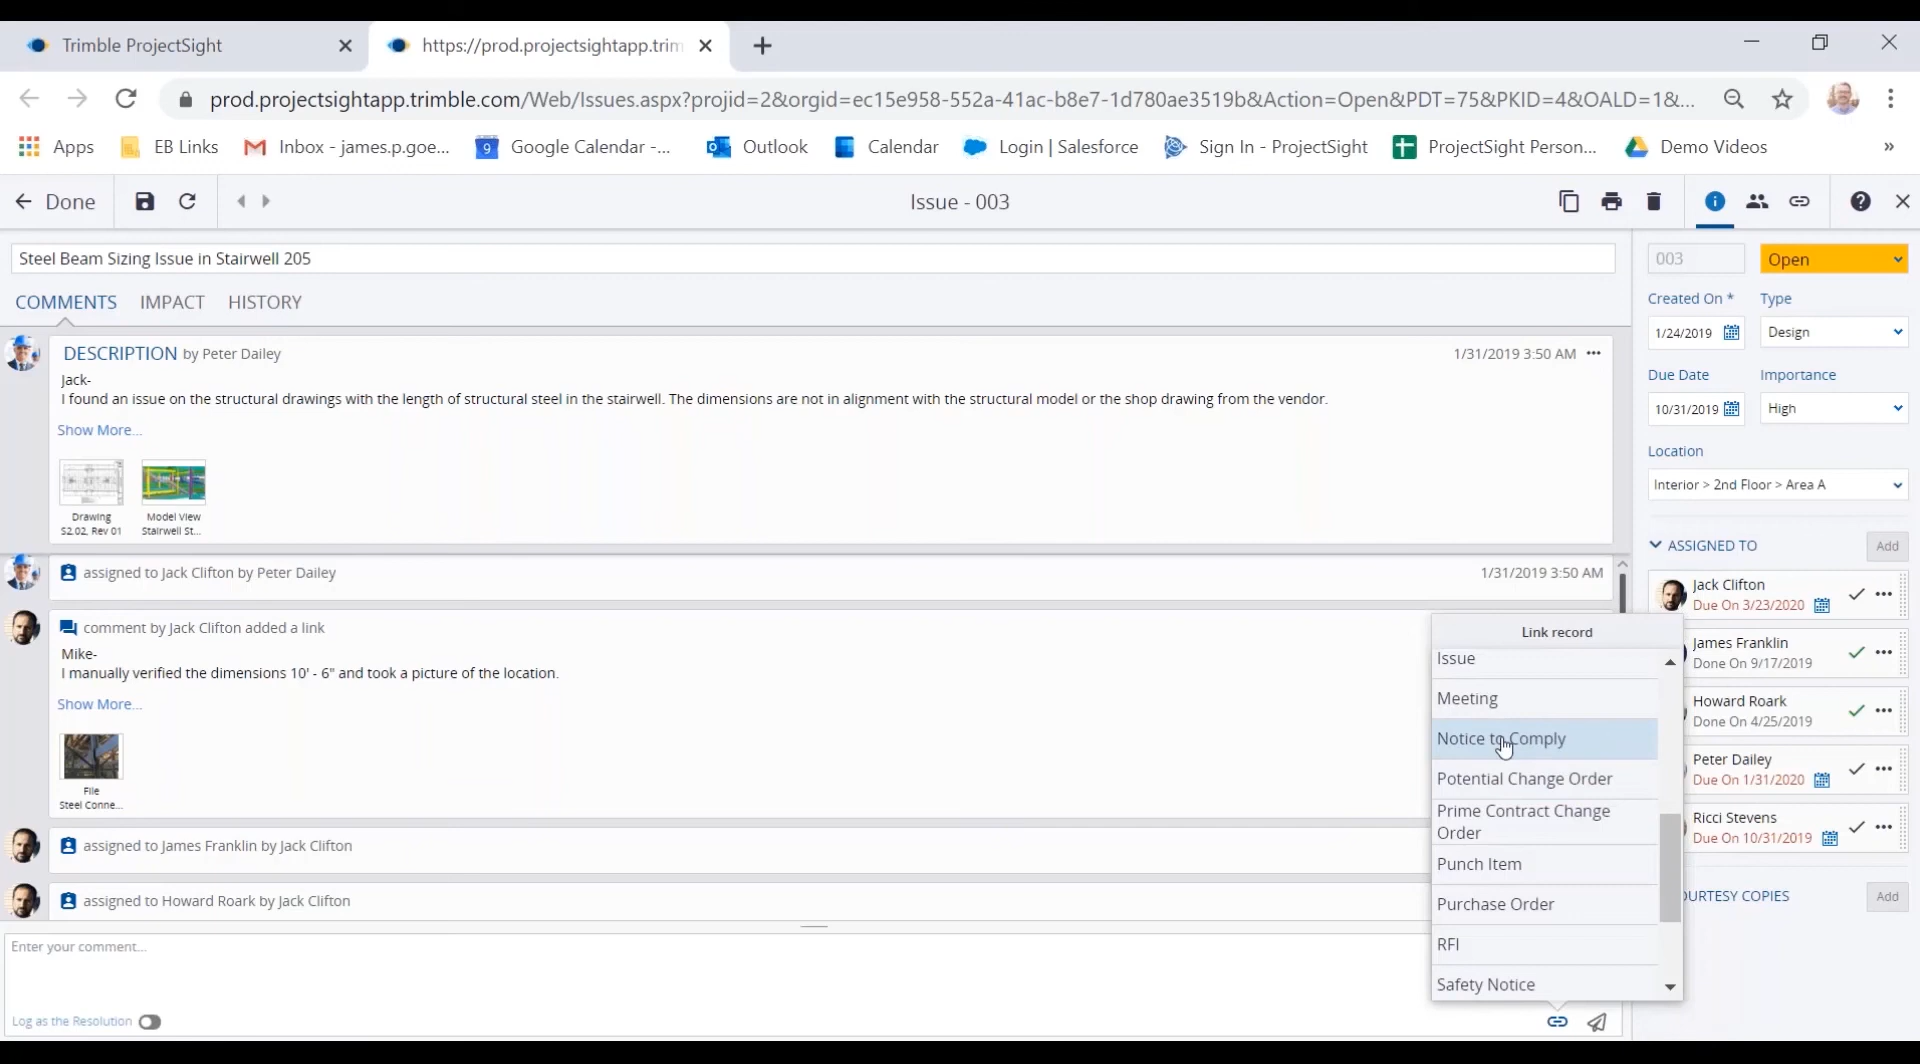 Trimble ProjectSight
https://prod.projectsightapp.trim
prod.projectsightapp.trimble.com/Web/Issues.aspx?projid=2&orgid=ec15e958-552a-41ac-b8e7-1d780ae3519b&Action=Open&PDT=75&PKID=4&OALD=1&...
Apps
EB Links
Inbox - james.p.goe...
9
Google Calendar -...
Outlook
Calendar
Login | Salesforce
Sign In - ProjectSight
ProjectSight Person...
Demo Videos
»
Done
Issue - 003
Steel Beam Sizing Issue in Stairwell 205
COMMENTS IMPACT HISTORY
DESCRIPTION by Peter Dailey
1/31/2019 3:50 AM
Jack-
I found an issue on the structural drawings with the length of structural steel in the stairwell. The dimensions are not in alignment with the structural model or the shop drawing from the vendor.
Show More...
Drawing
S2.02, Rev 01
Model View
Stairwell St...
assigned to Jack Clifton by Peter Dailey
1/31/2019 3:50 AM
comment by Jack Clifton added a link
Mike-
I manually verified the dimensions 10' - 6" and took a picture of the location.
Show More...
File
Steel Conne...
assigned to James Franklin by Jack Clifton
assigned to Howard Roark by Jack Clifton
Enter your comment...
Log as the Resolution
Link record
Issue
Meeting
Notice to Comply
Potential Change Order
Prime Contract Change
Order
Punch Item
Purchase Order
RFI
Safety Notice
003
Open
Created On *
Type
1/24/2019
Design
Due Date
Importance
10/31/2019
High
Location
Interior > 2nd Floor > Area A
ASSIGNED TO
Add
Jack Clifton
Due On 3/23/2020
James Franklin
Done On 9/17/2019
Howard Roark
Done On 4/25/2019
Peter Dailey
Due On 1/31/2020
Ricci Stevens
Due On 10/31/2019
OURTESY COPIES
Add